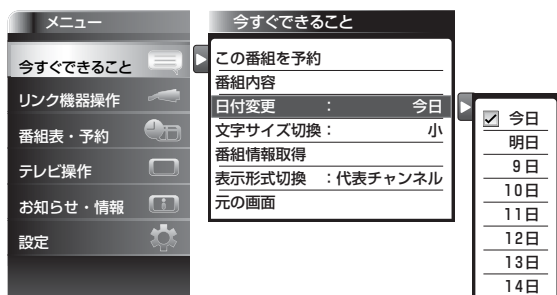 メニュー
今すぐできること
リンク機器操作
番組表・予約
テレビ操作
お知らせ・情報
設定
今すぐできること
この番組を予約
番組内容
日付変更 : 今日
文字サイズ切換 : 小
番組情報取得
表示形式切換 : 代表チャンネル
元の画面
今日
明日
9日
10日
11日
12日
13日
14日